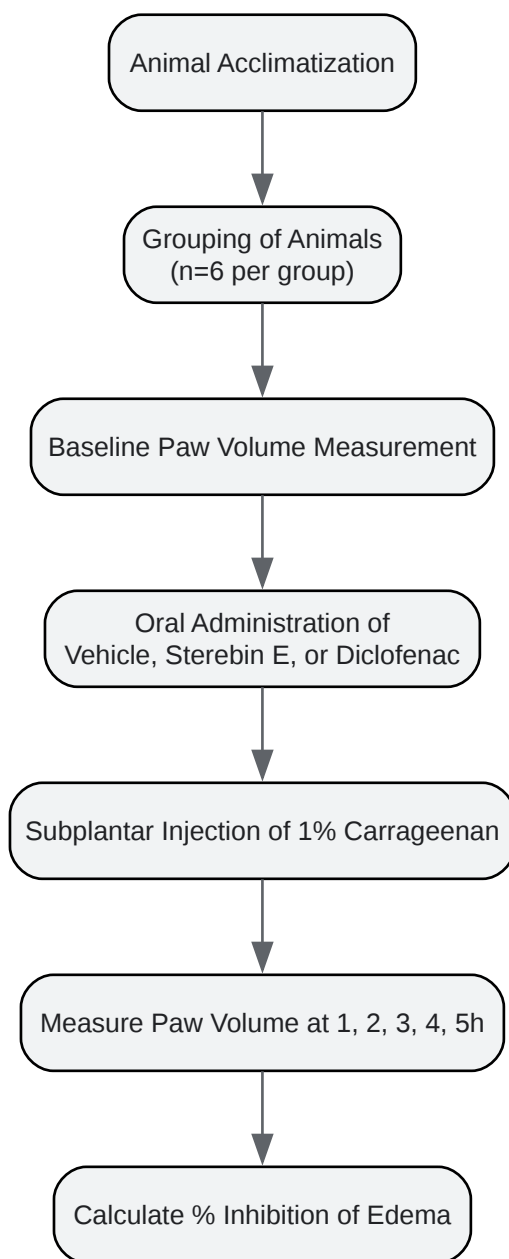 Animal Acclimatization
Grouping of Animals
(n=6 per group)
Baseline Paw Volume Measurement
Oral Administration of
Vehicle, Sterebin E, or Diclofenac
Subplantar Injection of 1% Carrageenan
Measure Paw Volume at 1, 2, 3, 4, 5h
Calculate % Inhibition of Edema